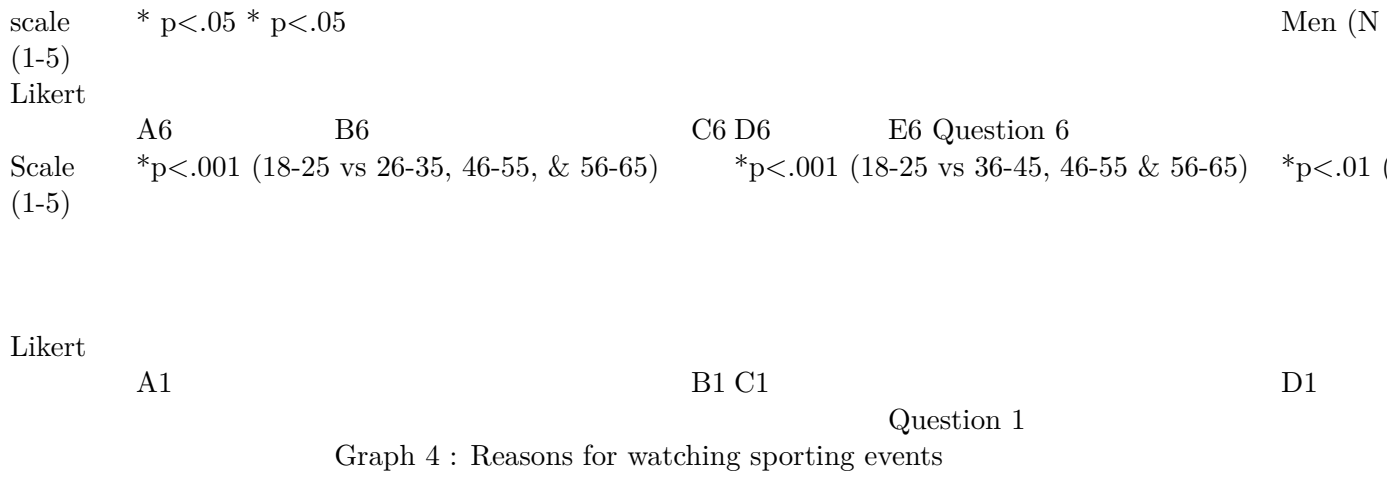 scale * p<.05 * p<.05 Men (N
(1-5)
Likert
A6 B6 C6 D6 E6 Question 6
Scale *p<.001 (18-25 vs 26-35, 46-55, & 56-65) *p<.001 (18-25 vs 36-45, 46-55 & 56-65) *p<.01 (
(1-5)
Likert
A1 B1 C1 D1
Question 1
Graph 4 : Reasons for watching sporting events